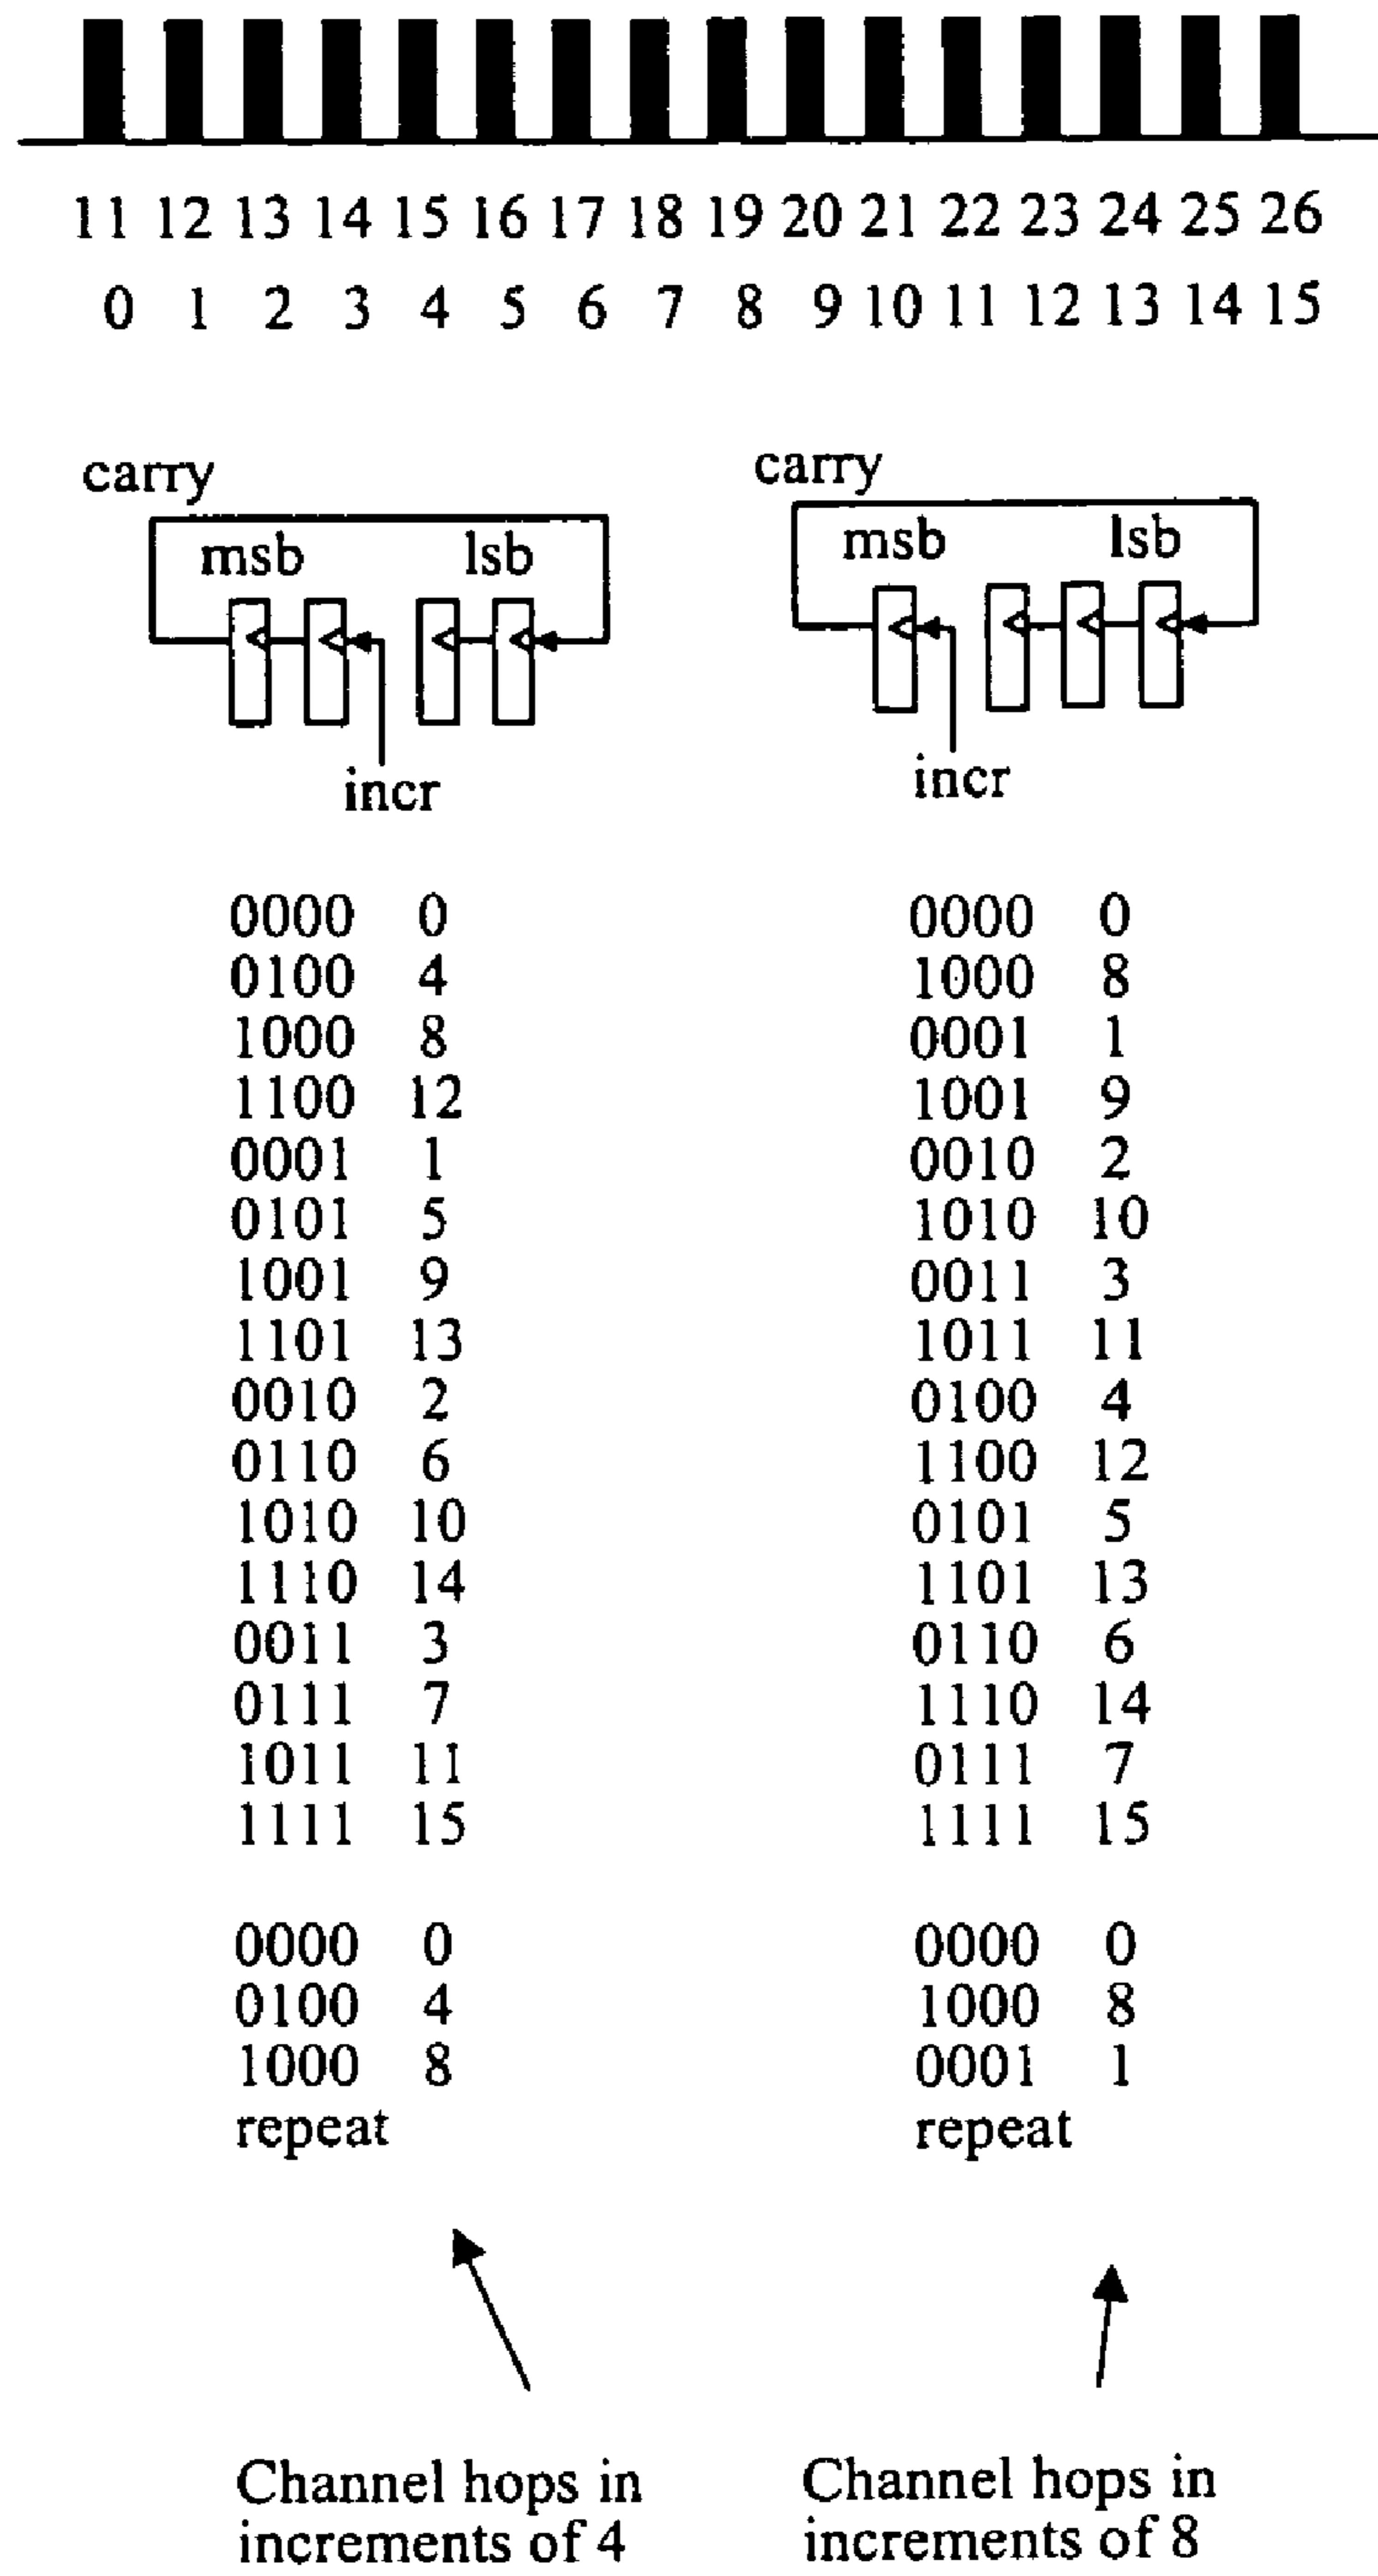 11 12 13 14 15 16 17 18 19 20 21 22 23 24 25 26
0 1 2 3 4 5 6 7 8 9 10 11 12 13 14 15
carry carry
msb lsb msb lsb
incr incr
0000 0 0000 0
0100 4 1000 8
1000 8 0001 1
1100 12 1001 9
0001 1 0010 2
0101 5 1010 10
1001 9 0011 3
1101 13 1011 11
0010 2 0100 4
0110 6 1100 12
1010 10 0101 5
1110 14 1101 13
0011 3 0110 6
0111 7 1110 14
1011 11 0111 7
1111 15 1111 15
0000 0 0000 0
0100 4 1000 8
1000 8 0001 1
repeat repeat
Channel hops in Channel hops in
increments of 4 increments of 8